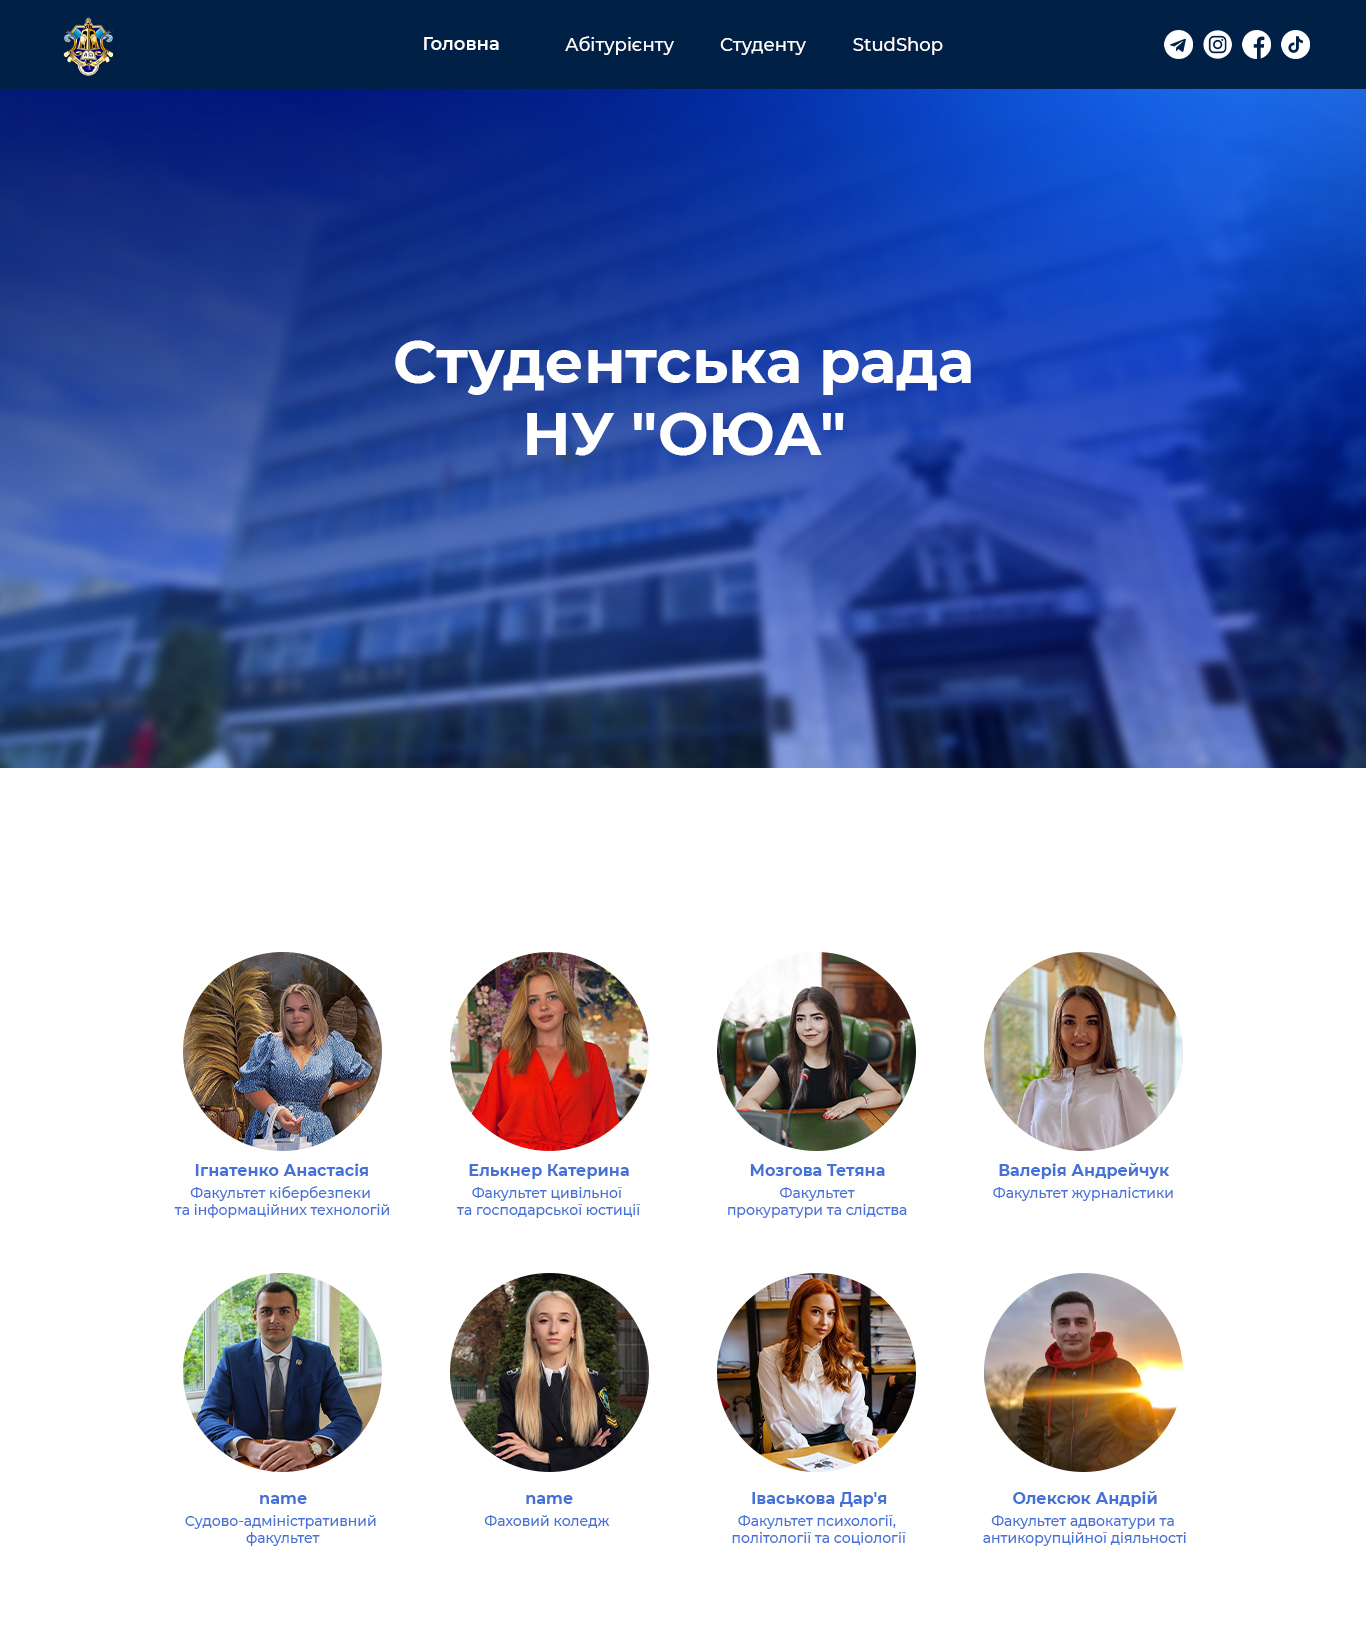 Головна Абітурієнту Студенту StudShop
Студентська рада
НУ "ОЮА"
Ігнатенко Анастасія
Факультет кібербезпеки
та інформаційних технологій
Елькнер Катерина
Факультет цивільної
та господарської юстиції
Мозгова Тетяна
Факультет
прокуратури та слідства
Валерія Андрейчук
Факультет журналістики
name
Судово-адміністративний
факультет
name
Фаховий коледж
Іваськова Дар'я
Факультет психології,
політології та соціології
Олексюк Андрій
Факультет адвокатури та
антикорупційної діяльності